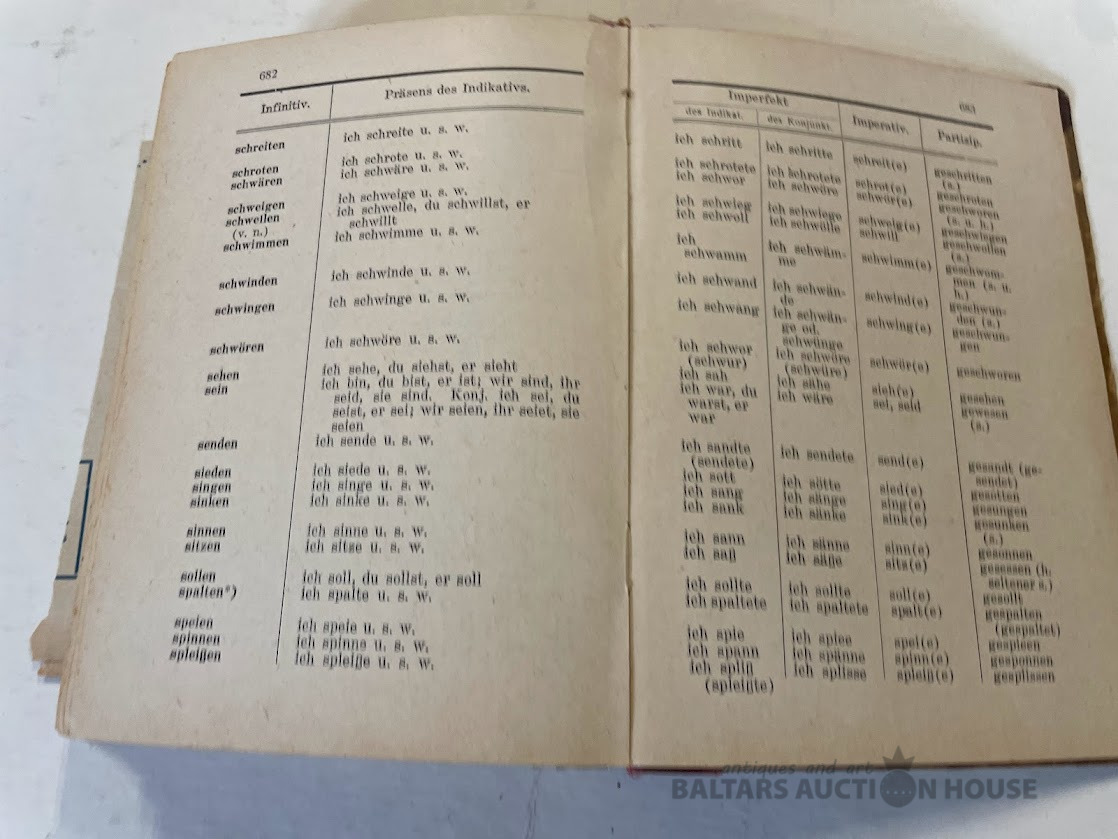 682
Infinitiv. Präsens des Indikativs.
schreiten ich schreite u. s. w.
schroten ich schrote u. s. w.
schwären ich schwäre u. s. w.
schweigen ich schweige u. s. w.
schwellen ich schwelle, du schwillst, er
(v. n.) schwillt
schwimmen ich schwimme u. s. w.
schwinden ich schwinde u. s. w.
schwingen ich schwinge u. s. w.
schwören ich schwöre u. s. w.
sehen ich sehe, du siehst, er sieht
sein ich bin, du bist, er ist; wir sind, ihr
seid, sie sind. Konj. ich sei, du
seist, er sei; wir seien, ihr seiet, sie
seien
senden ich sende u. s. w.
sieden ich siede u. s. w.
singen ich singe u. s. w.
sinken ich sinke u. s. w.
sinnen ich sinne u. s. w.
sitzen ich sitze u. s. w.
sollen ich soll, du sollst, er soll
spalten*) ich spalte u. s. w.
speien ich speie u. s. w.
spinnen ich spinne u. s. w.
spleißen ich spleiße u. s. w.
683
Imperfekt
des Indikat. des Konjunkt. Imperativ. Partizip.
ich schritt ich schritte schreit(e) geschritten
(s.)
ich schrotete ich schrotete schrot(e) geschroten
ich schwor ich schwöre schwär(e) geschworen
(s. u. h.)
ich schwieg ich schwiege schweig(e) geschwiegen
ich schwoll ich schwölle schwill geschwollen
(s.)
ich
schwamm ich schwäm- schwimm(e) geschwom-
me men (s. u.
h.)
ich schwand ich schwän- schwind(e) geschwun-
de den (s.)
ich schwang ich schwän- schwing(e) geschwun-
ge od. gen
schwünge
ich schwor ich schwöre schwör(e) geschworen
(schwur) (schwüre)
ich sah ich sähe sieh(e) gesehen
ich war, du ich wäre sei, seid gewesen
warst, er (s.)
war
ich sandte ich sendete send(e) gesandt (ge-
(sendete) sendet)
ich sott ich sötte sied(e) gesotten
ich sang ich sänge sing(e) gesungen
ich sank ich sänke sink(e) gesunken
(s.)
ich sann ich sänne sinn(e) gesonnen
ich saß ich säße sitz(e) gesessen (h.
seltener s.)
ich sollte ich sollte soll(e) gesollt
ich spaltete ich spaltete spalt(e) gespalten
(gespaltet)
ich spie ich spiee spei(e) gespieen
ich spann ich spänne spinn(e) gesponnen
ich spliß ich splisse spleiß(e) gesplissen
(spleißte)
antiques and art
BALTARS AUCTION HOUSE